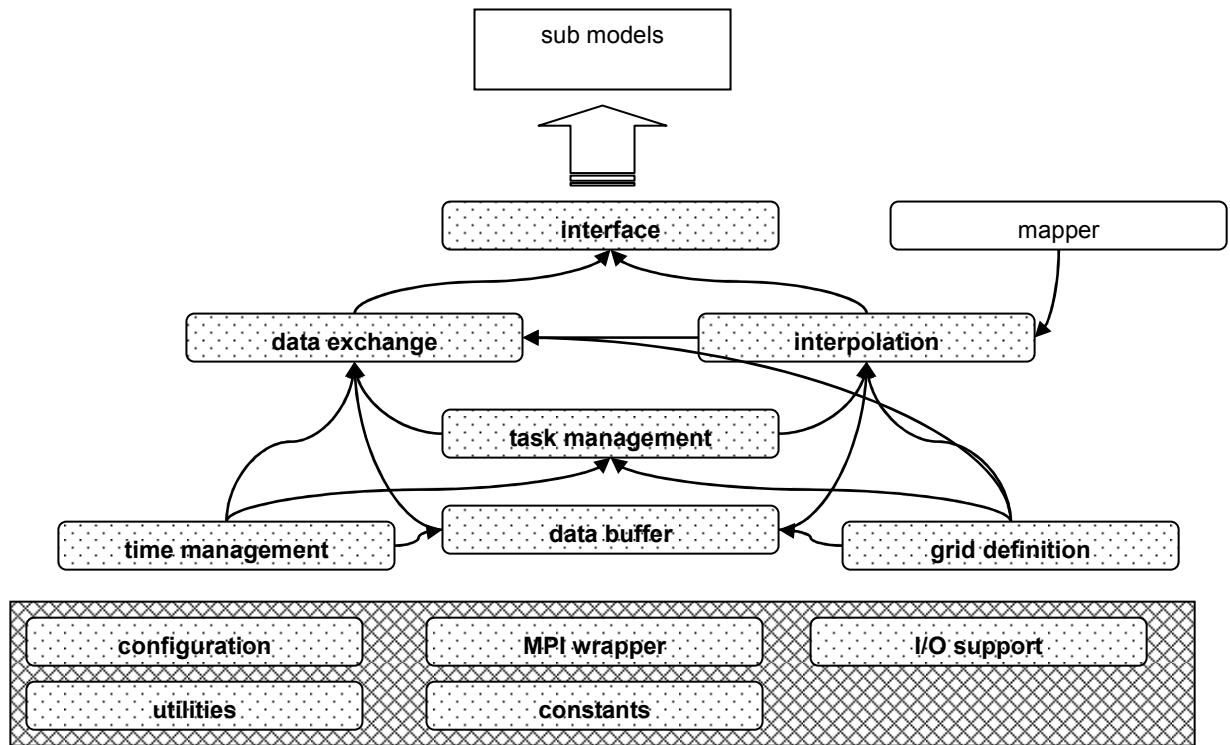 sub models
interface
mapper
data exchange
interpolation
task management
data buffer
time management
grid definition
configuration
MPI wrapper
I/O support
utilities
constants